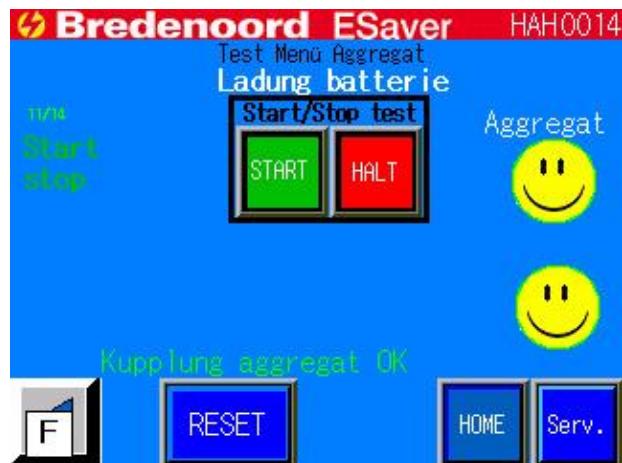 Bredenoord ESaver HAH0014
Test Menü Aggregat
Ladung batterie
11/14
Start/Stop test
Aggregat
Start
stop
START
HALT
Kupplung aggregat OK
F
RESET
HOME
Serv.